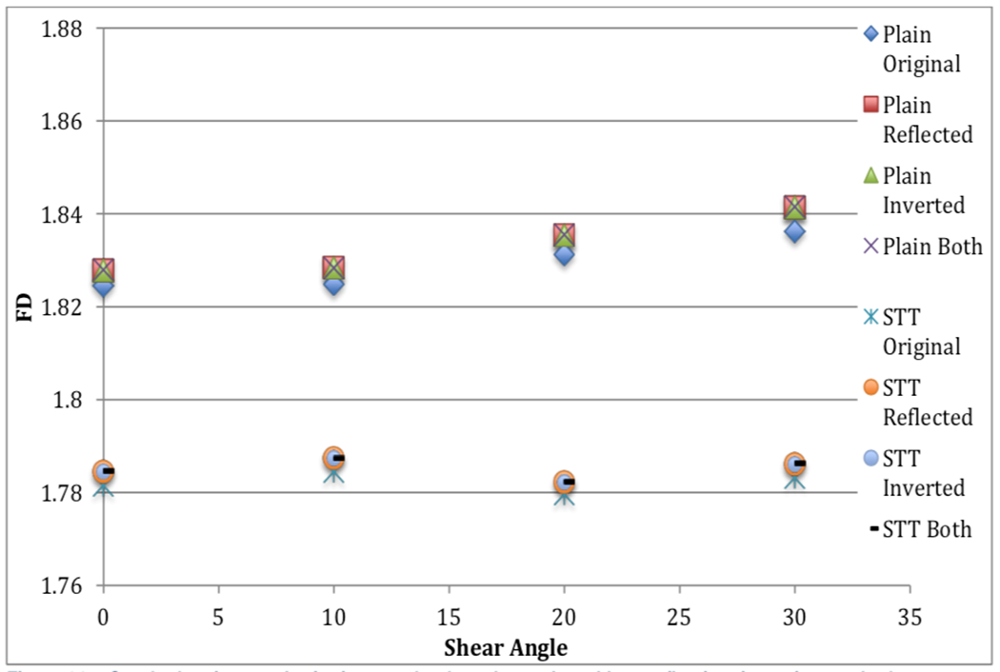 1.88
1.86
1.84
1.82
1.8
1.78
1.76
FD
0 5 10 15 20 25 30 35
Shear Angle
Plain
Original
Plain
Reflected
Plain
Inverted
Plain Both
STT
Original
STT
Reflected
STT
Inverted
STT Both